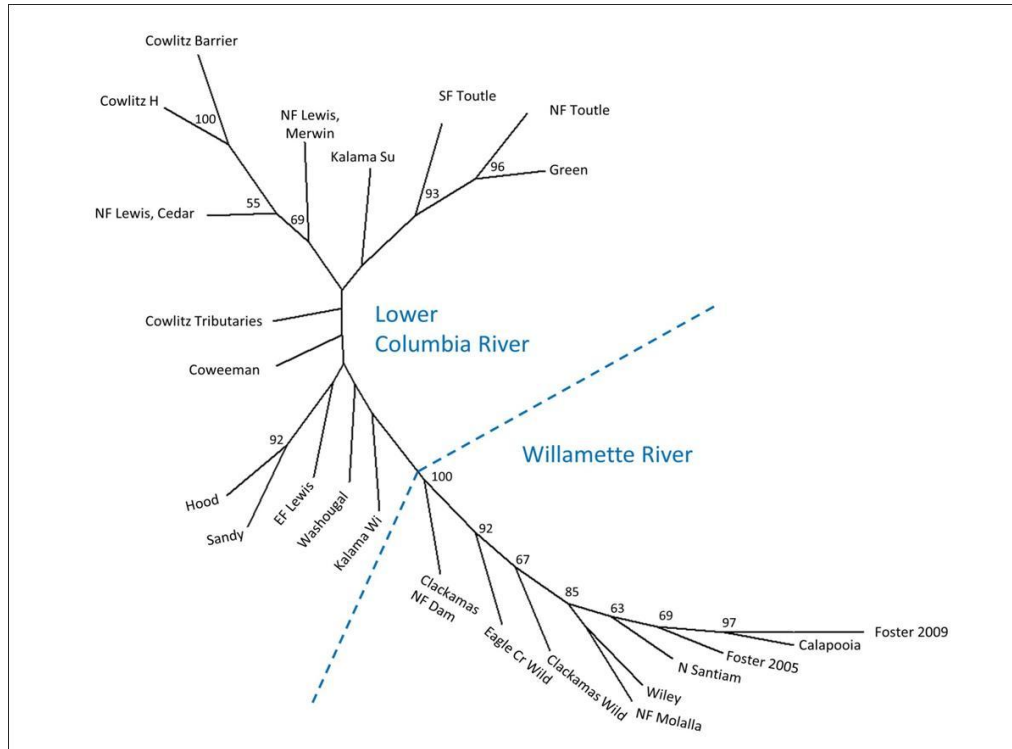 Cowlitz Barrier
Cowlitz H
100
NF Lewis,
Merwin
Kalama Su
SF Toutle
NF Toutle
96
Green
93
55
69
NF Lewis, Cedar
Cowlitz Tributaries
Coweeman
Lower
Columbia River
Willamette River
92
Hood
Sandy
EF Lewis
Washougal
Kalama Wi
100
92
67
85
63
69
97
Clackamas
NF Dam
Eagle Cr Wild
Clackamas Wild
NF Molalla
Wiley
N Santiam
Foster 2005
Calapooia
Foster 2009